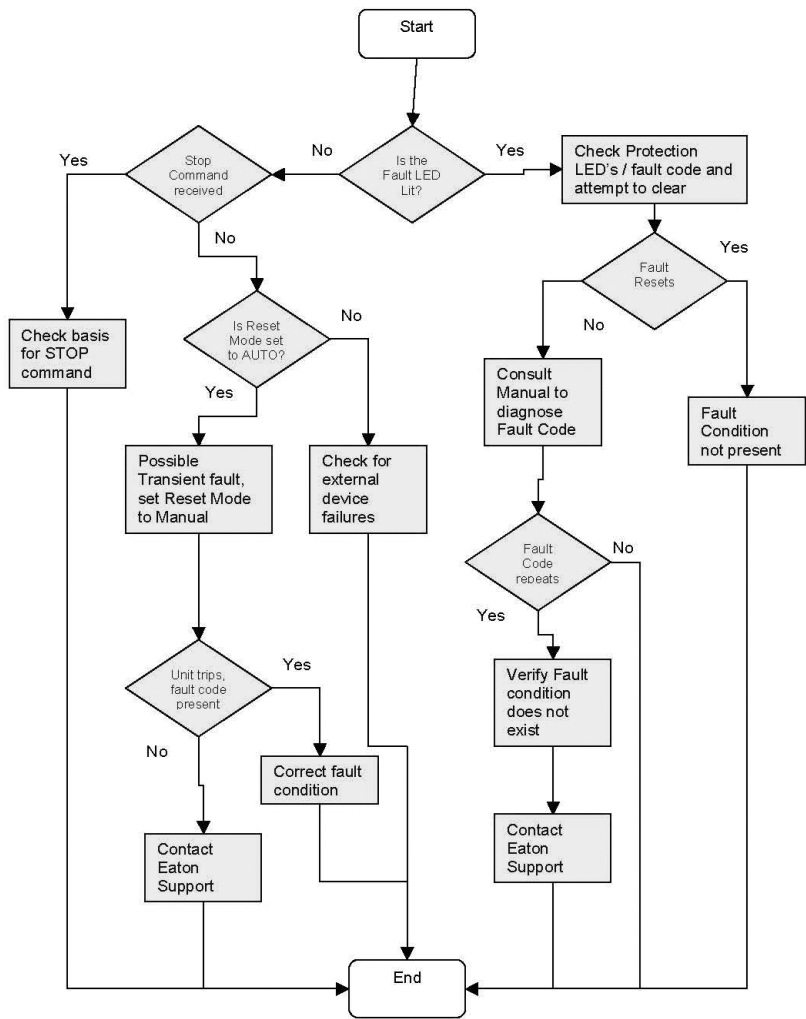 Start
Is the
Fault LED
Lit?
No
Yes
Stop
Command
received
Yes
No
Check Protection
LED's / fault code and
attempt to clear
Fault
Resets
Yes
No
Is Reset
Mode set
to AUTO?
No
Yes
Check basis
for STOP
command
Consult
Manual to
diagnose
Fault Code
Fault
Condition
not present
Possible
Transient fault,
set Reset Mode
to Manual
Check for
external
device
failures
Fault
Code
repeats
No
Yes
Unit trips,
fault code
present
Yes
No
Verify Fault
condition
does not
exist
Correct fault
condition
Contact
Eaton
Support
Contact
Eaton
Support
End